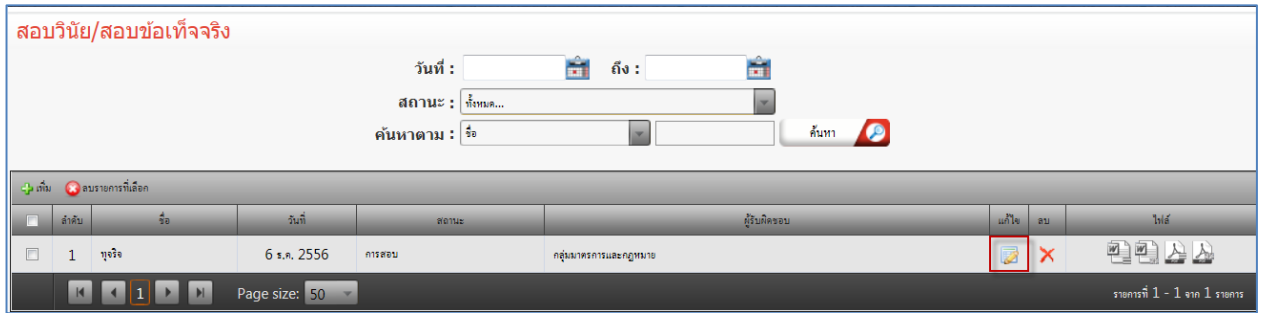 สอบวินัย/สอบข้อเท็จจริง
วันที่ : ถึง :
สถานะ : ทั้งหมด...
ค้นหาตาม : ชื่อ ค้นหา
เพิ่ม ลบรายการที่เลือก
ลำดับ ชื่อ วันที่ สถานะ ผู้รับผิดชอบ แก้ไข ลบ ไฟล์
1 ทุจริจ 6 ธ.ค. 2556 การสอบ กลุ่มมาตรการและกฎหมาย
1 Page size: 50 รายการที่ 1 - 1 จาก 1 รายการ